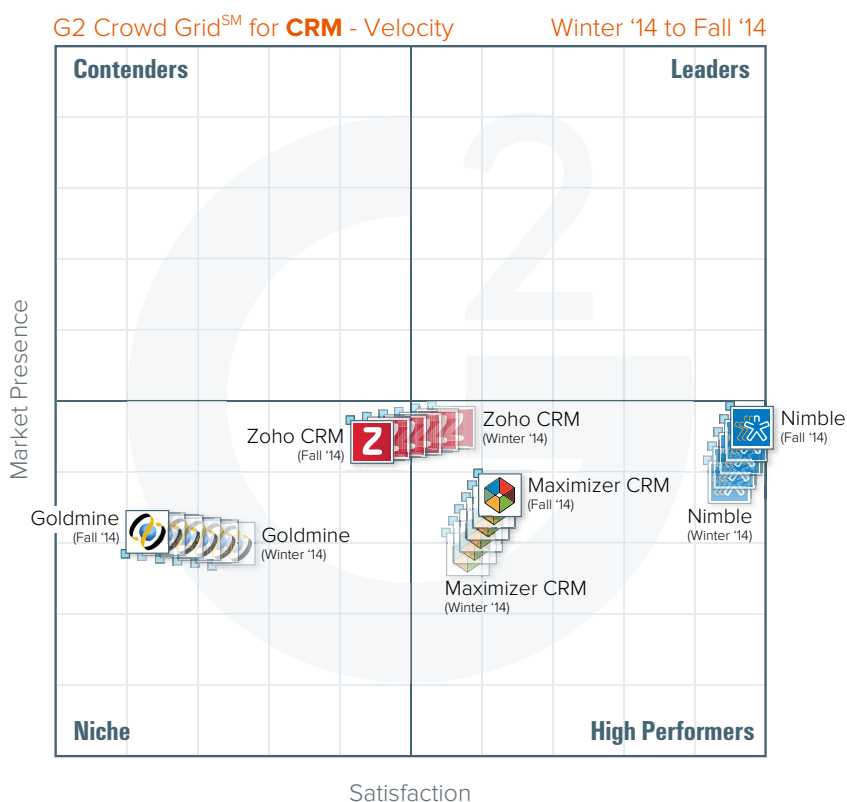 G2 Crowd Grid℠ for CRM - Velocity
Winter ‘14 to Fall ‘14
Contenders
Leaders
Market Presence
Zoho CRM
(Fall ‘14)
Zoho CRM
(Winter ‘14)
Nimble
(Fall ‘14)
Maximizer CRM
(Fall ‘14)
Nimble
(Winter ‘14)
Goldmine
(Fall ‘14)
Goldmine
(Winter ‘14)
Maximizer CRM
(Winter ‘14)
Niche
High Performers
Satisfaction